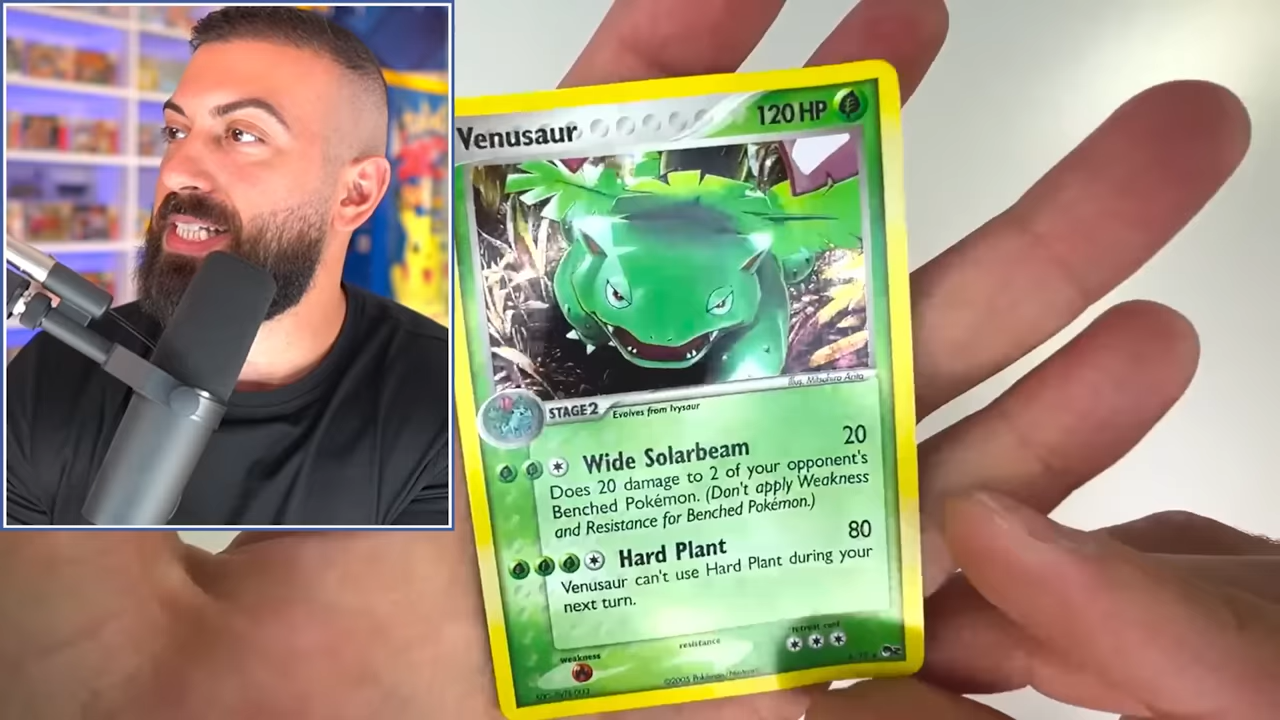 Venusaur
120 HP
Illus. Mitsuhiro Arita
STAGE2 Evolves from Ivysaur
Wide Solarbeam 20
Does 20 damage to 2 of your opponent's
Benched Pokémon. (Don't apply Weakness
and Resistance for Benched Pokémon.)
Hard Plant 80
Venusaur can't use Hard Plant during your
next turn.
weakness
resistance
retreat cost
©2005 Pokémon/Nintendo